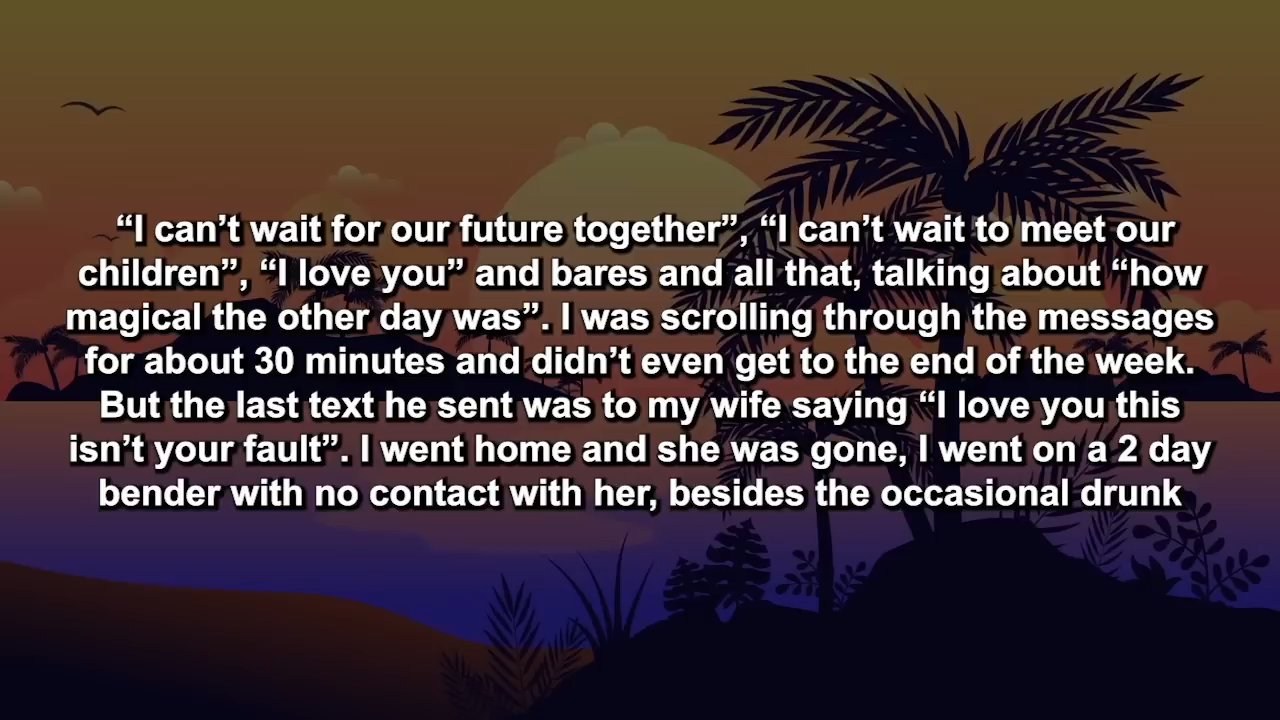 “I can’t wait for our future together”, “I can’t wait to meet our
children”, “I love you” and bares and all that, talking about “how
magical the other day was”. I was scrolling through the messages
for about 30 minutes and didn’t even get to the end of the week.
But the last text he sent was to my wife saying “I love you this
isn’t your fault”. I went home and she was gone, I went on a 2 day
bender with no contact with her, besides the occasional drunk